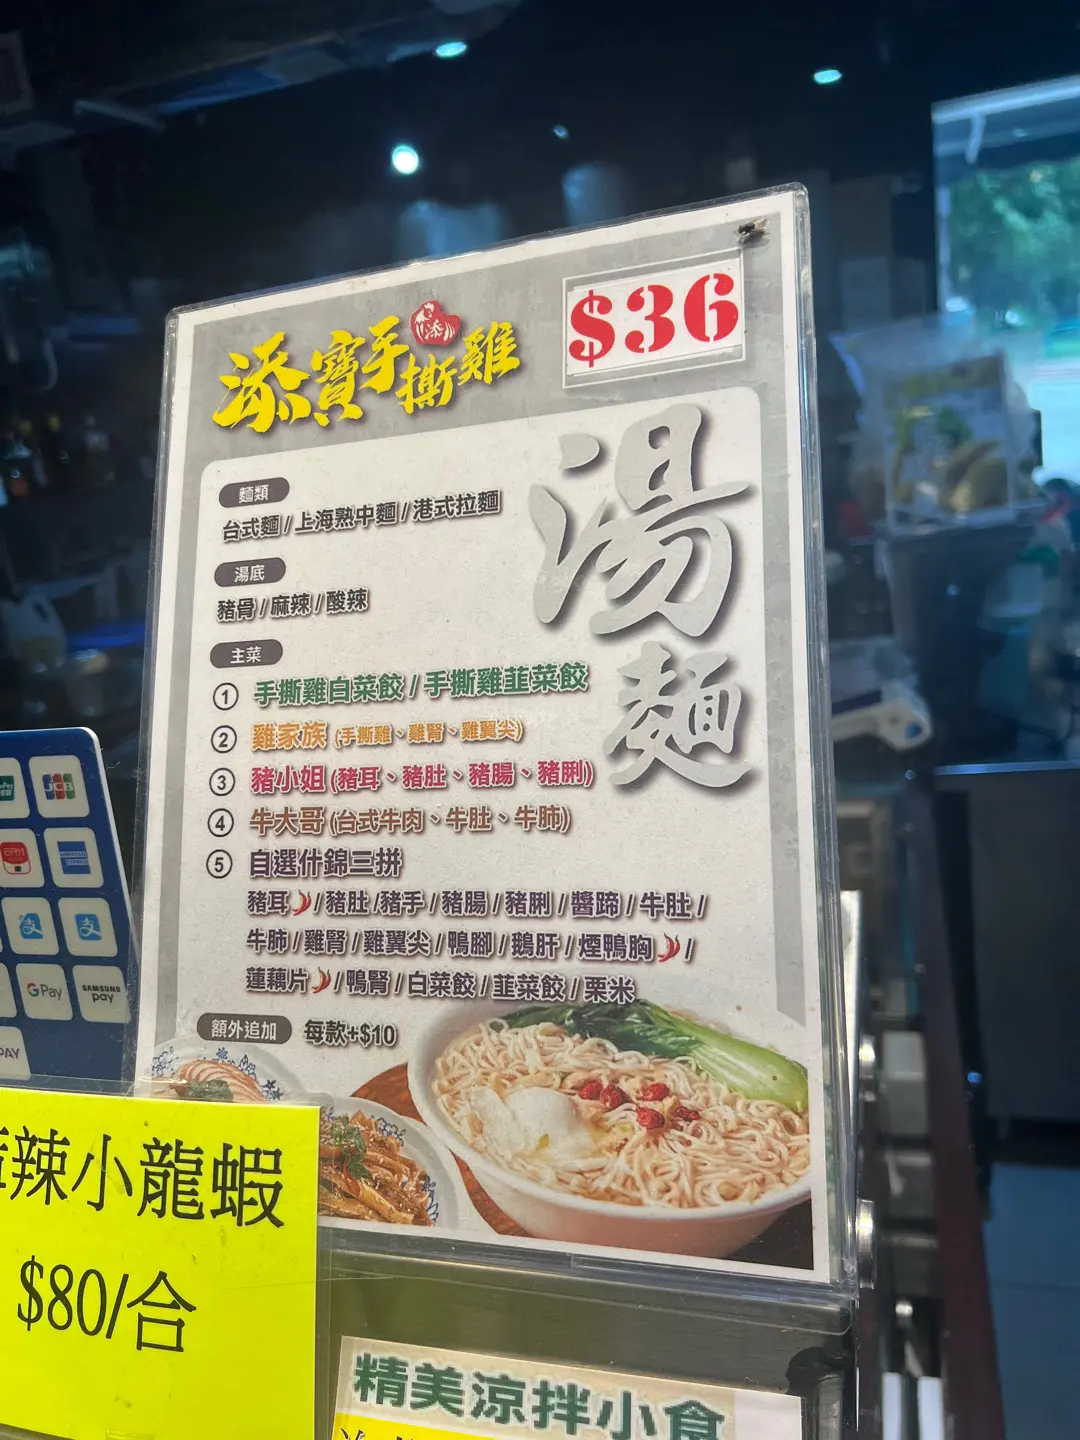 $36
添寶手撕雞
添
湯麵
麵類
台式麵/上海熟中麵/港式拉麵
湯底
豬骨/麻辣/酸辣
主菜
① 手撕雞白菜餃/手撕雞韮菜餃
② 雞家族 (手撕雞、雞腎、雞翼尖)
③ 豬小姐 (豬耳、豬肚、豬腸、豬脷)
④ 牛大哥 (台式牛肉、牛肚、牛肺)
⑤ 自選什錦三拼
豬耳/豬肚/豬手/豬腸/豬脷/醬蹄/牛肚/
牛肺/雞腎/雞翼尖/鴨腳/鵝肝/煙鴨胸/
蓮藕片/鴨腎/白菜餃/韮菜餃/栗米
額外追加 每款+$10
JCB
AMERICAN EXPRESS
支 支
G Pay
SAMSUNG pay
PAY
辣小龍蝦
$80/合
精美涼拌小食